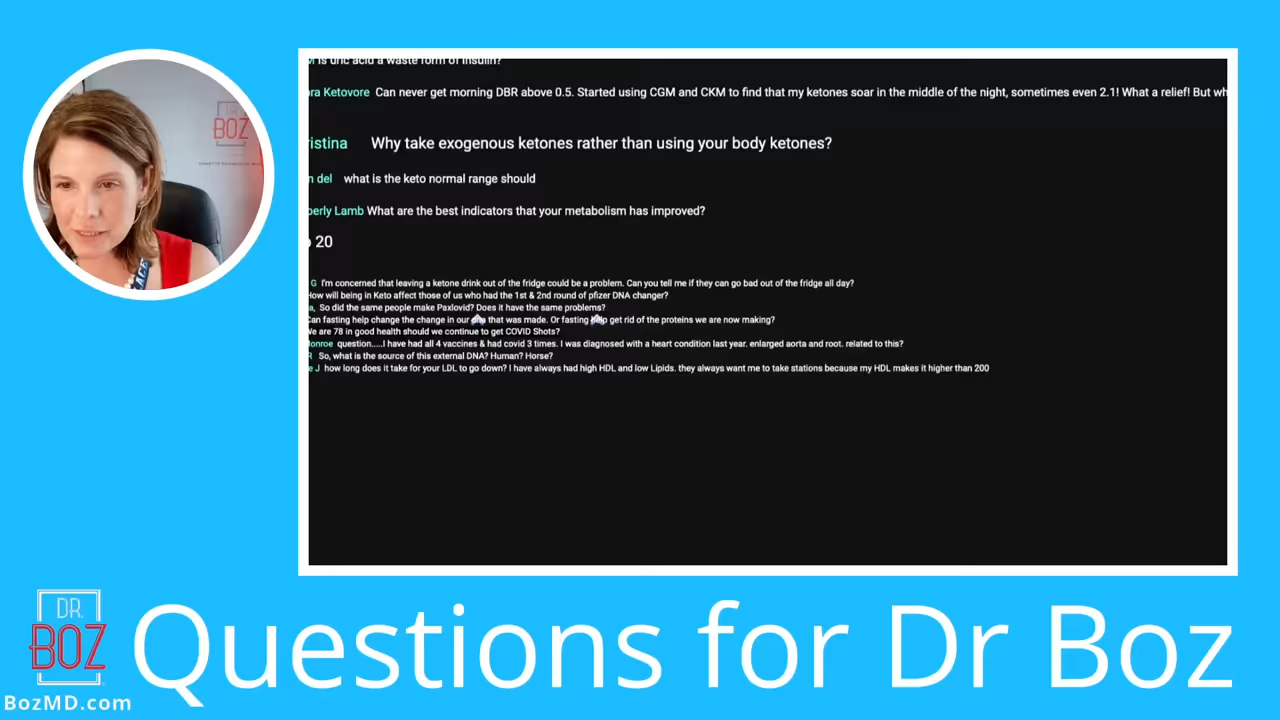 DR.
BOZ
is uric acid a waste form of insulin?
ora Ketovore Can never get morning DBR above 0.5. Started using CGM and CKM to find that my ketones soar in the middle of the night, sometimes even 2.1! What a relief! But wh
ristina Why take exogenous ketones rather than using your body ketones?
n del what is the keto normal range should
berly Lamb What are the best indicators that your metabolism has improved?
20
G I'm concerned that leaving a ketone drink out of the fridge could be a problem. Can you tell me if they can go bad out of the fridge all day?
How will being in Keto affect those of us who had the 1st & 2nd round of pfizer DNA changer?
a, So did the same people make Paxlovid? Does it have the same problems?
Can fasting help change the change in our that was made. Or fasting get rid of the proteins we are now making?
We are 78 in good health should we continue to get COVID Shots?
Monroe question.....I have had all 4 vaccines & had covid 3 times. I was diagnosed with a heart condition last year. enlarged aorta and root. related to this?
R So, what is the source of this external DNA? Human? Horse?
e J how long does it take for your LDL to go down? I have always had high HDL and low Lipids. they always want me to take stations because my HDL makes it higher than 200
DR.
BOZ
Questions for Dr Boz
BozMD.com